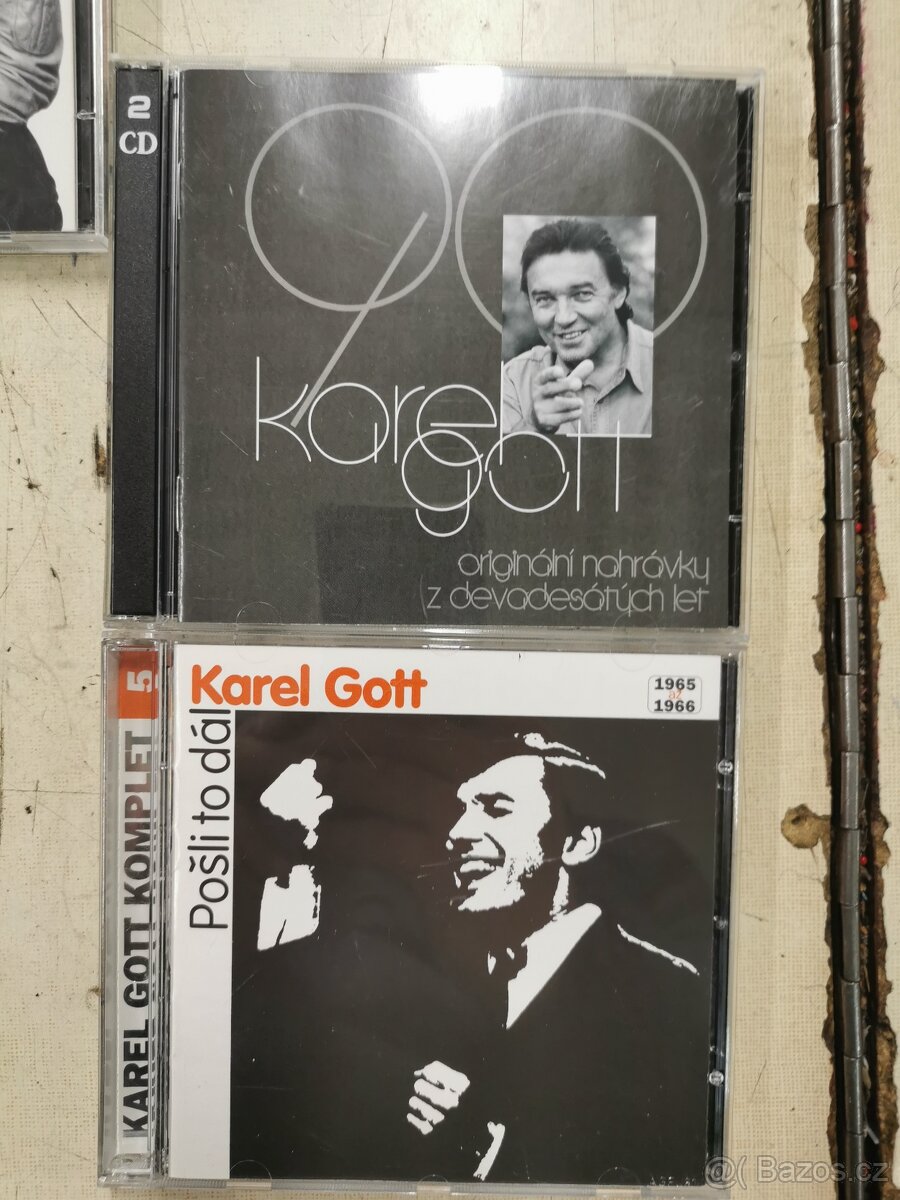 2
CD
90
karel
gott
originální nahrávky
z devadesátých let
5
KAREL GOTT KOMPLET
Karel Gott
1965
až
1966
Pošli to dál
@( Bazos.cz